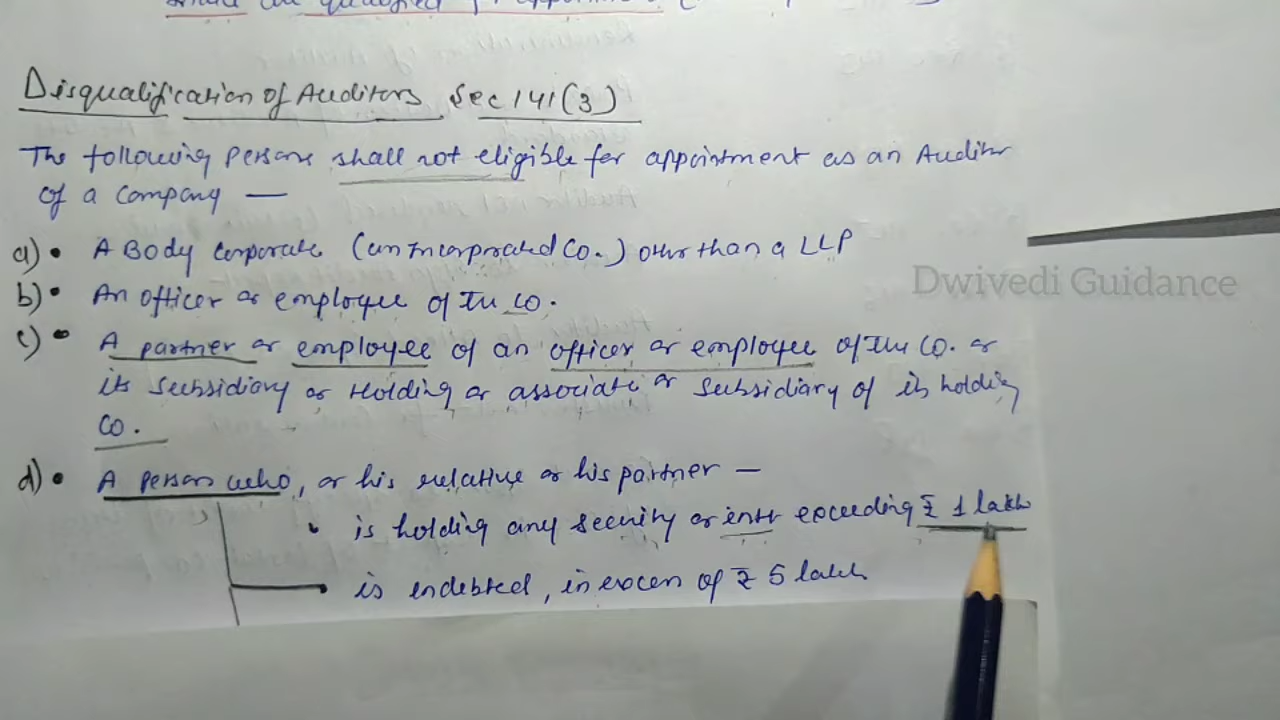 Disqualification of Auditors Sec 141(3)
The following persons shall not eligible for appointment as an Auditor
of a company —
a) • A Body Corporate (an Incorporated Co.) other than a LLP
Dwivedi Guidance
b) • An officer or employee of the co.
c) • A partner or employee of an officer or employee of the co. or
its subsidiary or Holding or associate or subsidiary of its holding
co.
d) • A person who, or his relative or his partner —
• is holding any security or intt exceeding ₹ 1 lakh
• is indebted, in excess of ₹ 5 lakh